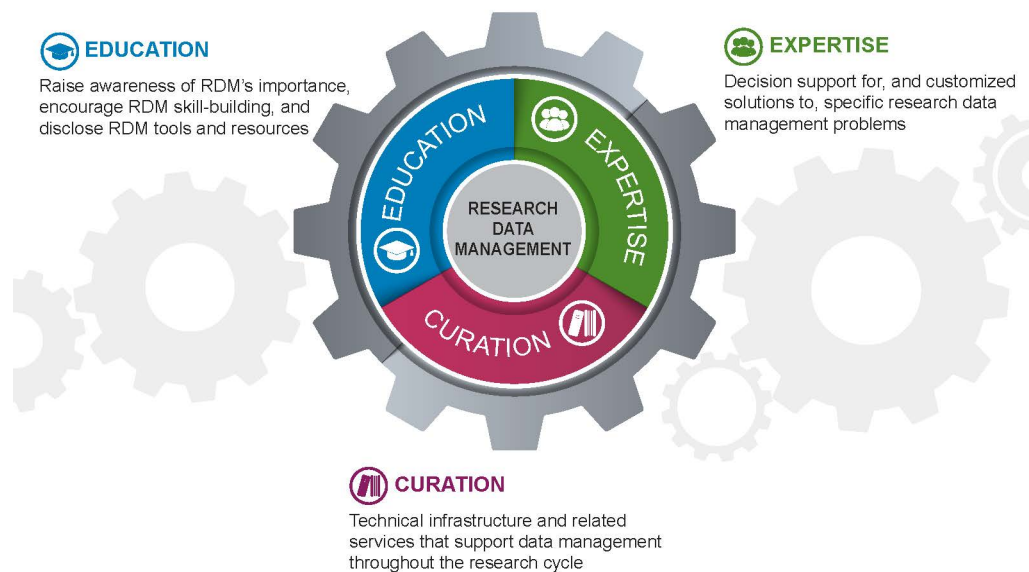 EDUCATION
Raise awareness of RDM's importance,
encourage RDM skill-building, and
disclose RDM tools and resources
EXPERTISE
Decision support for, and customized
solutions to, specific research data
management problems
EDUCATION
EXPERTISE
RESEARCH
DATA
MANAGEMENT
CURATION
CURATION
Technical infrastructure and related
services that support data management
throughout the research cycle